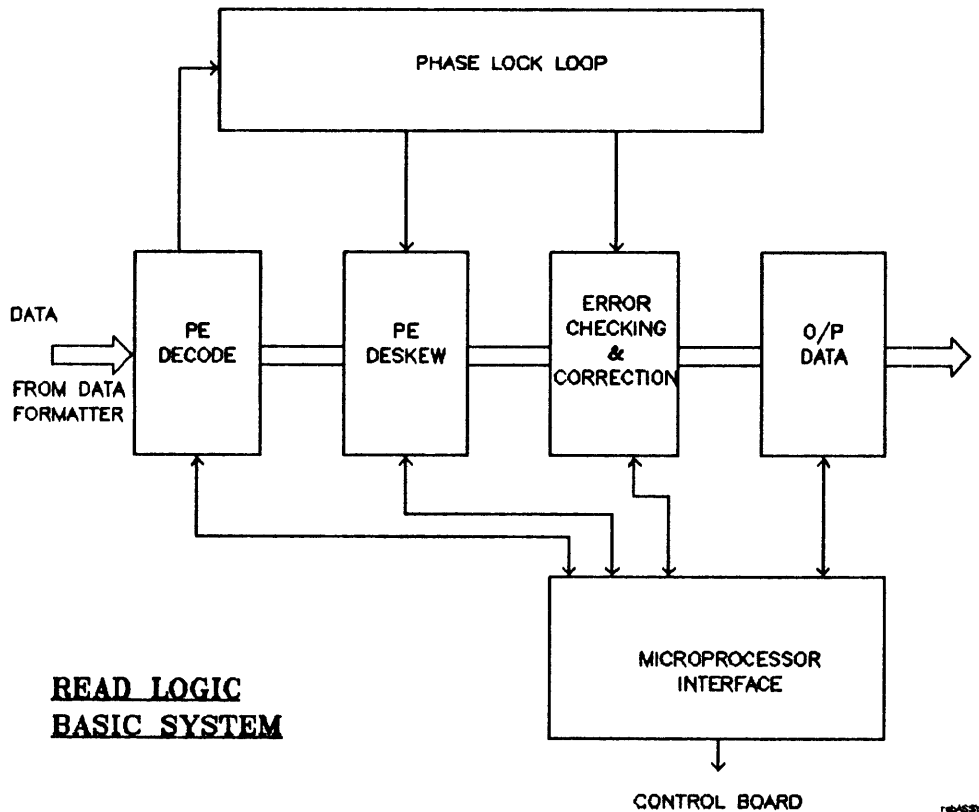 PHASE LOCK LOOP
DATA
FROM DATA
FORMATTER
PE
DECODE
PE
DESKEW
ERROR
CHECKING
&
CORRECTION
O/P
DATA
MICROPROCESSOR
INTERFACE
READ LOGIC
BASIC SYSTEM
CONTROL BOARD